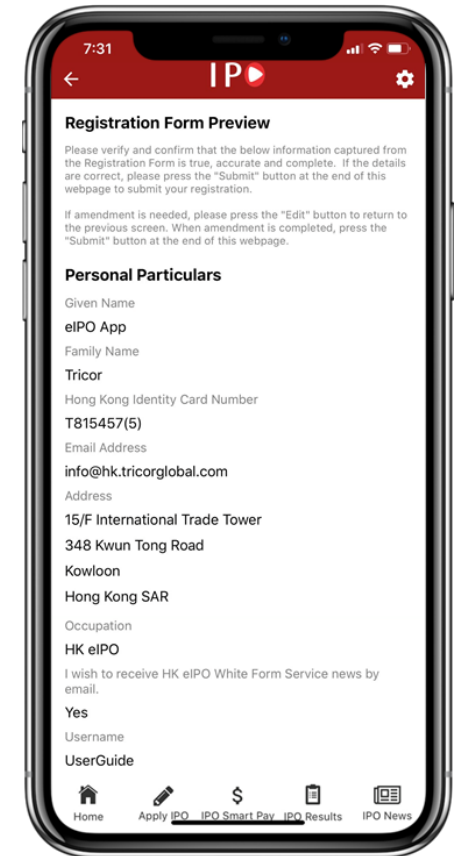 7:31
IPO
Registration Form Preview
Please verify and confirm that the below information captured from
the Registration Form is true, accurate and complete. If the details
are correct, please press the "Submit" button at the end of this
webpage to submit your registration.
If amendment is needed, please press the "Edit" button to return to
the previous screen. When amendment is completed, press the
"Submit" button at the end of this webpage.
Personal Particulars
Given Name
eIPO App
Family Name
Tricor
Hong Kong Identity Card Number
T815457(5)
Email Address
info@hk.tricorglobal.com
Address
15/F International Trade Tower
348 Kwun Tong Road
Kowloon
Hong Kong SAR
Occupation
HK eIPO
I wish to receive HK eIPO White Form Service news by
email.
Yes
Username
UserGuide
Home Apply IPO IPO Smart Pay IPO Results IPO News